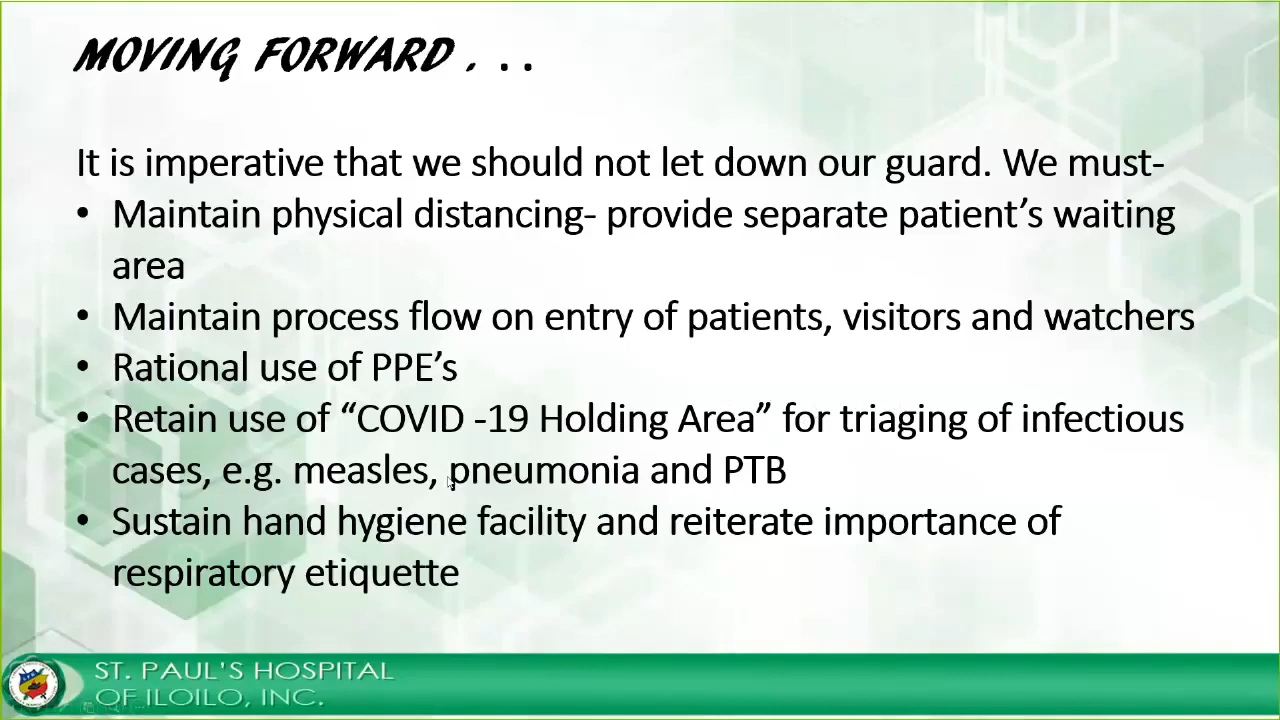 MOVING FORWARD . . .
It is imperative that we should not let down our guard. We must-
• Maintain physical distancing- provide separate patient’s waiting
area
• Maintain process flow on entry of patients, visitors and watchers
• Rational use of PPE’s
• Retain use of “COVID -19 Holding Area” for triaging of infectious
cases, e.g. measles, pneumonia and PTB
• Sustain hand hygiene facility and reiterate importance of
respiratory etiquette
ST. PAUL'S HOSPITAL
OF ILOILO, INC.